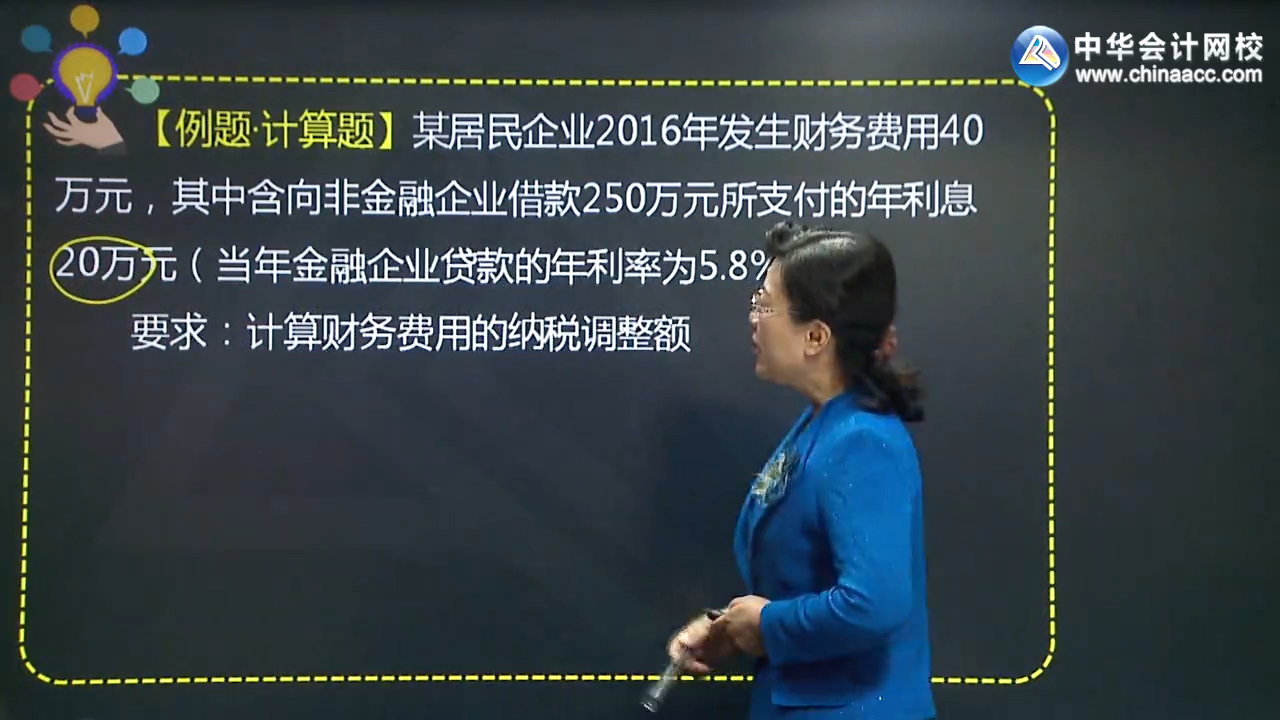 中华会计网校
www.chinaacc.com
【例题·计算题】某居民企业2016年发生财务费用40
万元，其中含向非金融企业借款250万元所支付的年利息
20万元（当年金融企业贷款的年利率为5.8%
要求：计算财务费用的纳税调整额